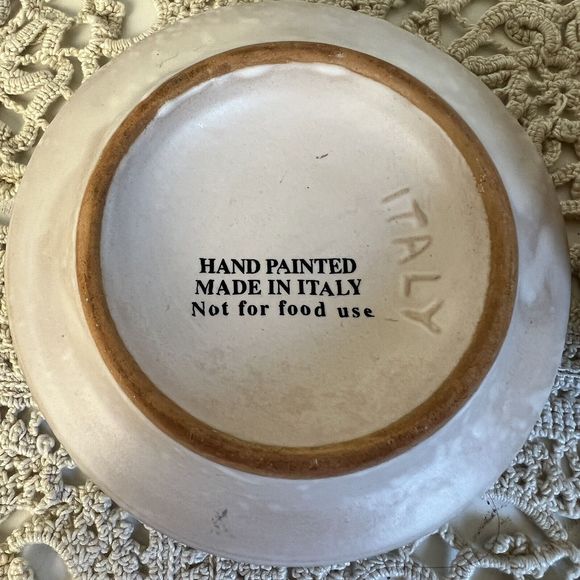 HAND PAINTED
MADE IN ITALY
Not for food use
ITALY